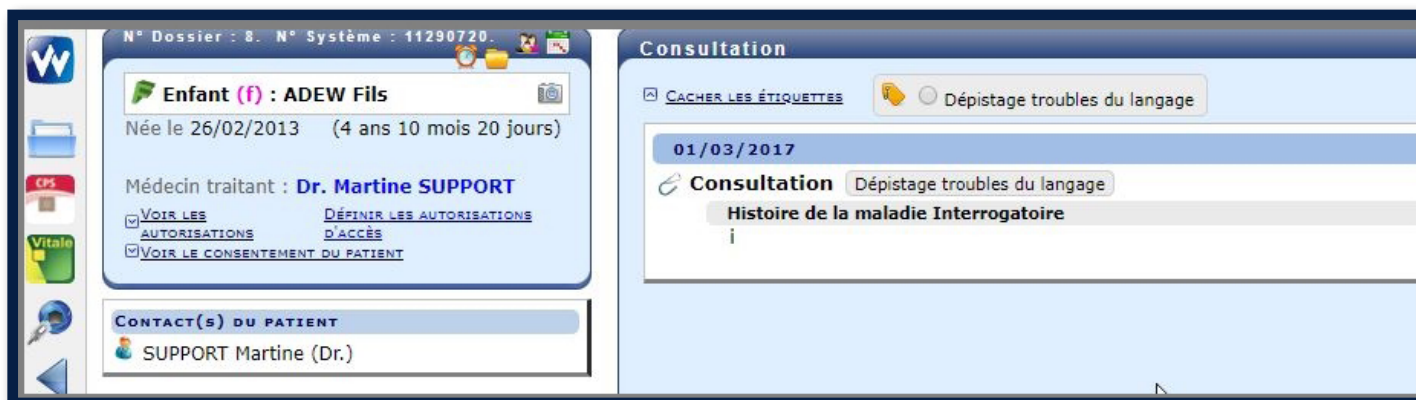 N° Dossier : 8. N° Système : 11290720.
Enfant (f) : ADEW Fils
Née le 26/02/2013 (4 ans 10 mois 20 jours)
Médecin traitant : Dr. Martine SUPPORT
VOIR LES AUTORISATIONS
DÉFINIR LES AUTORISATIONS D'ACCÈS
VOIR LE CONSENTEMENT DU PATIENT
CONTACT(S) DU PATIENT
SUPPORT Martine (Dr.)
CPS
Vitale
Consultation
CACHER LES ÉTIQUETTES
Dépistage troubles du langage
01/03/2017
Consultation Dépistage troubles du langage
Histoire de la maladie Interrogatoire
i